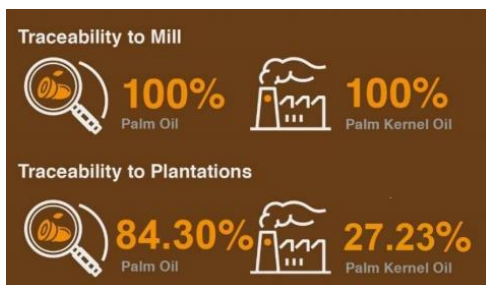 Traceability to Mill
100%
Palm Oil
100%
Palm Kernel Oil
Traceability to Plantations
84.30%
Palm Oil
27.23%
Palm Kernel Oil